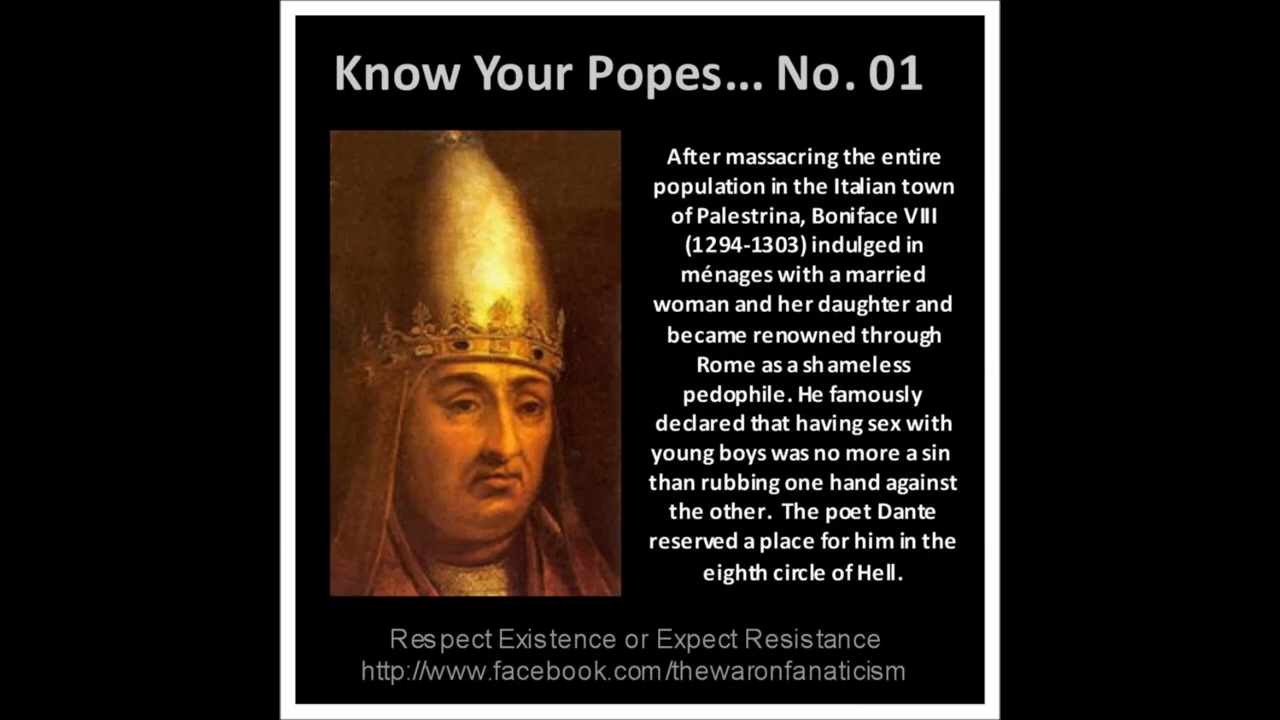 Know Your Popes... No. 01
After massacring the entire
population in the Italian town
of Palestrina, Boniface VIII
(1294-1303) indulged in
ménages with a married
woman and her daughter and
became renowned through
Rome as a shameless
pedophile. He famously
declared that having sex with
young boys was no more a sin
than rubbing one hand against
the other. The poet Dante
reserved a place for him in the
eighth circle of Hell.
Respect Existence or Expect Resistance
http://www.facebook.com/thewaronfanaticism